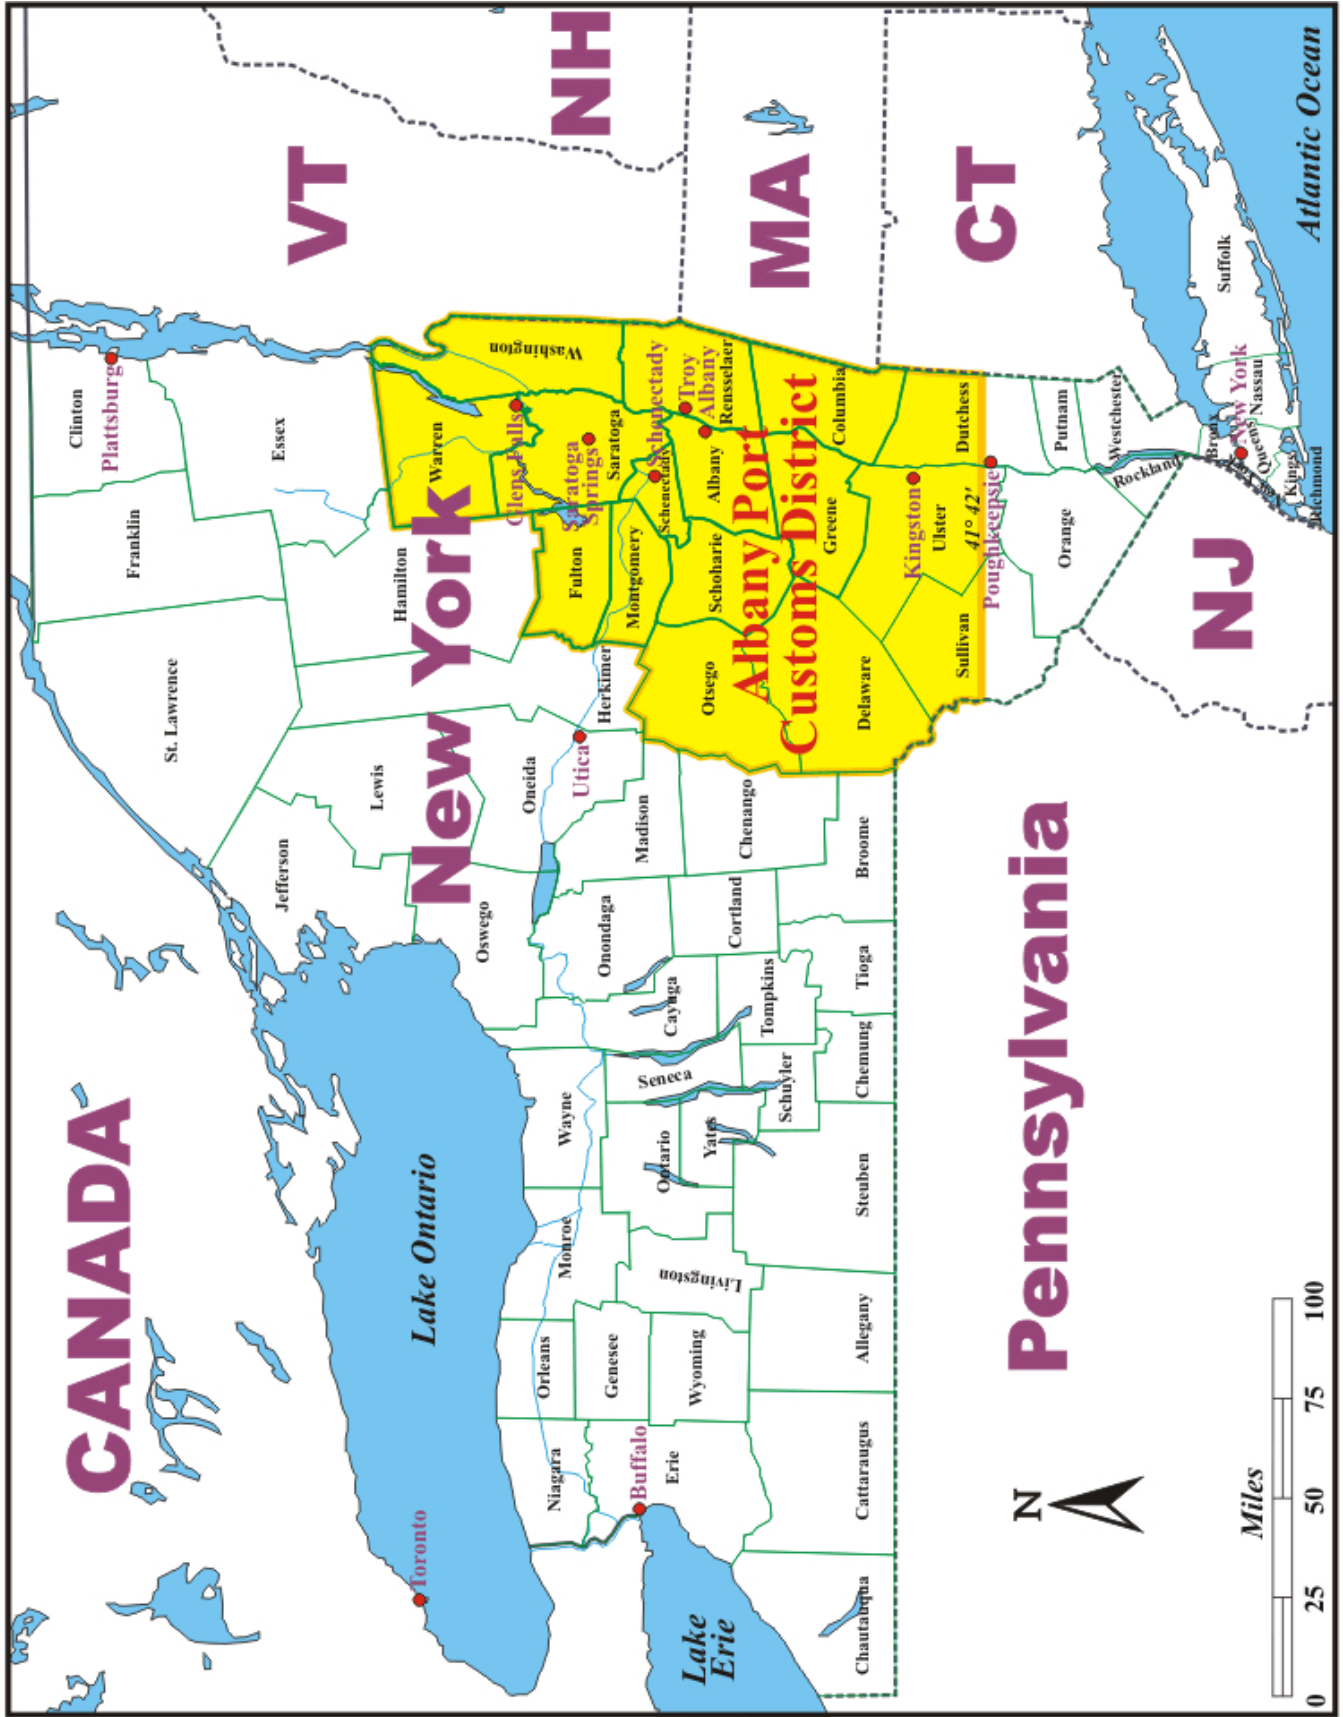 CANADA
VT
NH
MA
CT
NJ
New York
Pennsylvania
Albany Port
Customs District
Lake Ontario
Lake
Erie
Atlantic Ocean
Toronto
Buffalo
Utica
Plattsburg
Glens Falls
Saratoga
Springs
Schenectady
Troy
Albany
Kingston
Poughkeepsie
New York
41° 42'
Clinton
Franklin
St. Lawrence
Essex
Jefferson
Lewis
Hamilton
Warren
Washington
Oswego
Oneida
Herkimer
Fulton
Saratoga
Montgomery
Schenectady
Niagara
Orleans
Monroe
Wayne
Genesee
Wyoming
Livingston
Ontario
Yates
Seneca
Cayuga
Onondaga
Madison
Otsego
Schoharie
Albany
Rensselaer
Erie
Chautauqua
Cattaraugus
Allegany
Steuben
Schuyler
Chemung
Tompkins
Tioga
Cortland
Chenango
Broome
Delaware
Greene
Columbia
Sullivan
Ulster
Dutchess
Orange
Putnam
Rockland
Westchester
Bronx
Queens
Kings
Richmond
Nassau
Suffolk
N
Miles
0 25 50 75 100